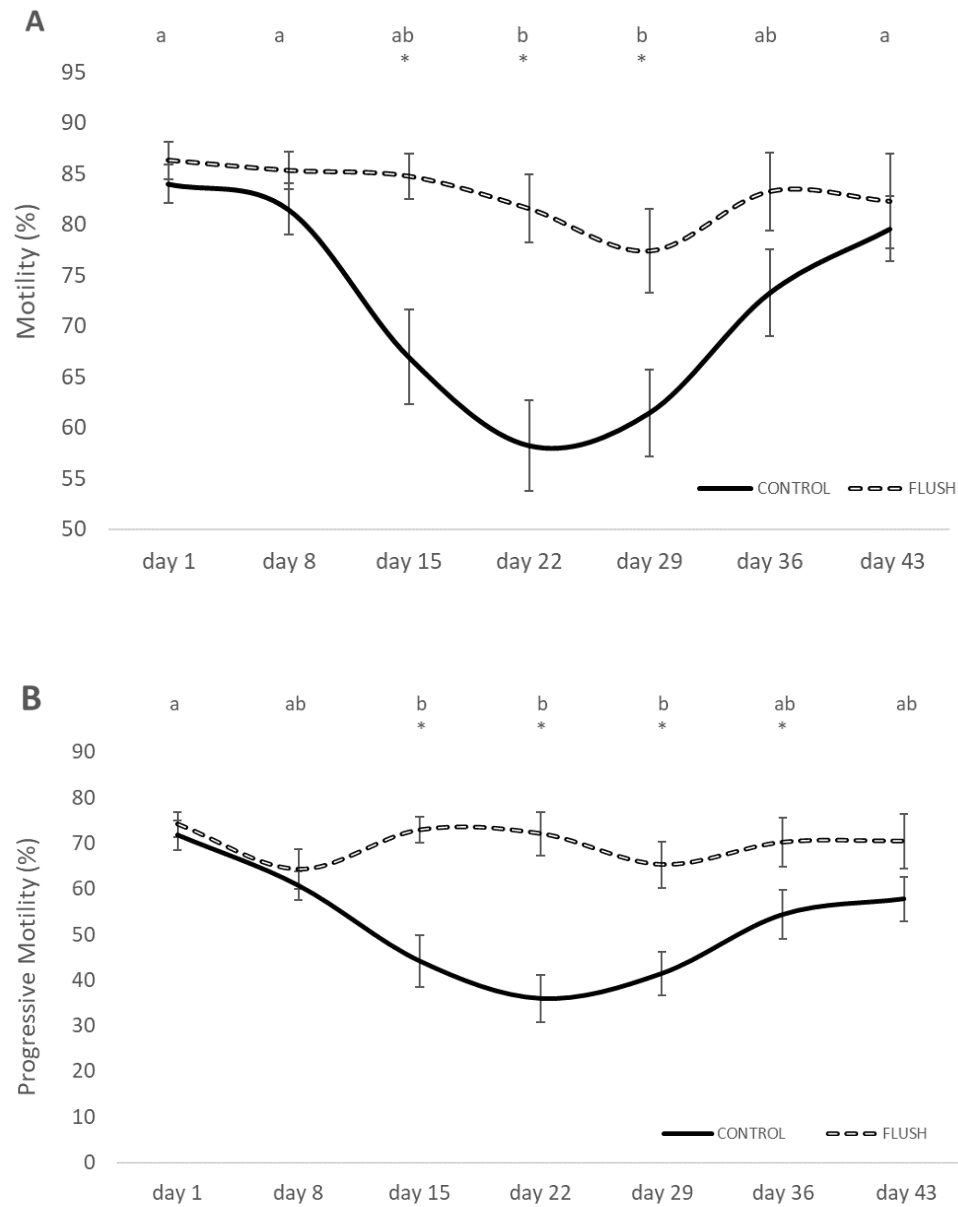 A
a a ab b b ab a
* * *
95
90
85
80
75
70
65
60
55
50
Motility (%)
CONTROL FLUSH
day 1 day 8 day 15 day 22 day 29 day 36 day 43
B
a ab b b b ab ab
* * * *
90
80
70
60
50
40
30
20
10
0
Progressive Motility (%)
CONTROL FLUSH
day 1 day 8 day 15 day 22 day 29 day 36 day 43